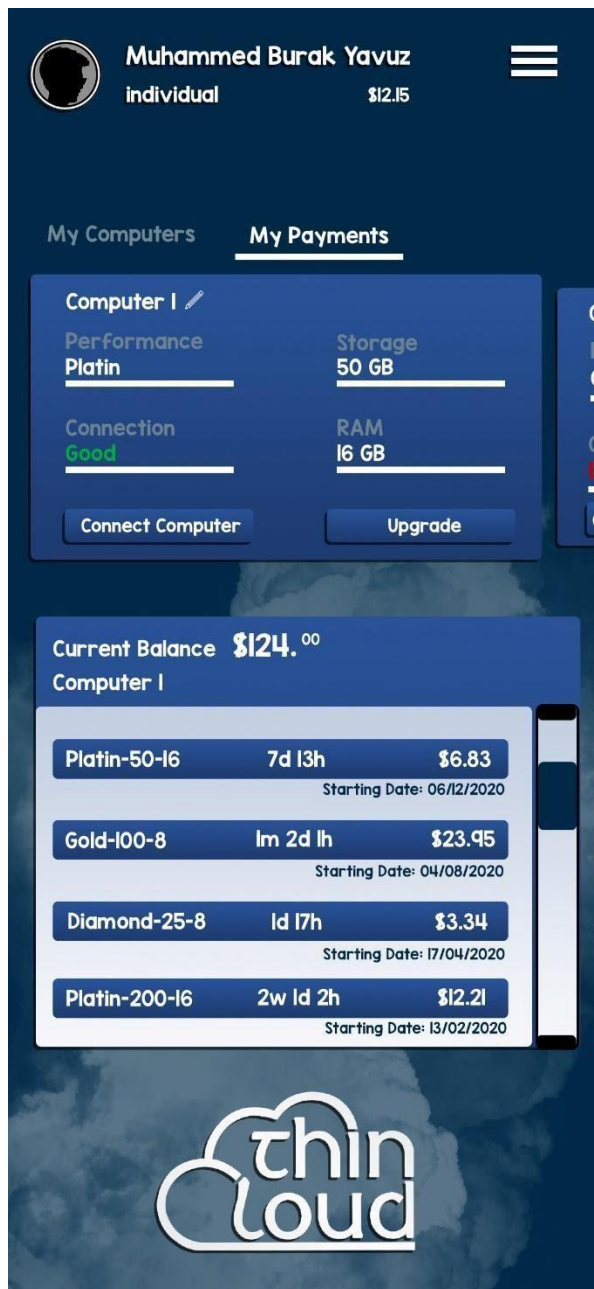 Muhammed Burak Yavuz
individual $12.15
My Computers My Payments
Computer 1
Performance Storage
Platin 50 GB
Connection RAM
Good 16 GB
Connect Computer Upgrade
Current Balance $124.00
Computer 1
Platin-50-16 7d 13h $6.83
Starting Date: 06/12/2020
Gold-100-8 1m 2d 1h $23.95
Starting Date: 04/08/2020
Diamond-25-8 1d 17h $3.34
Starting Date: 17/04/2020
Platin-200-16 2w 1d 2h $12.21
Starting Date: 13/02/2020
thin
Cloud